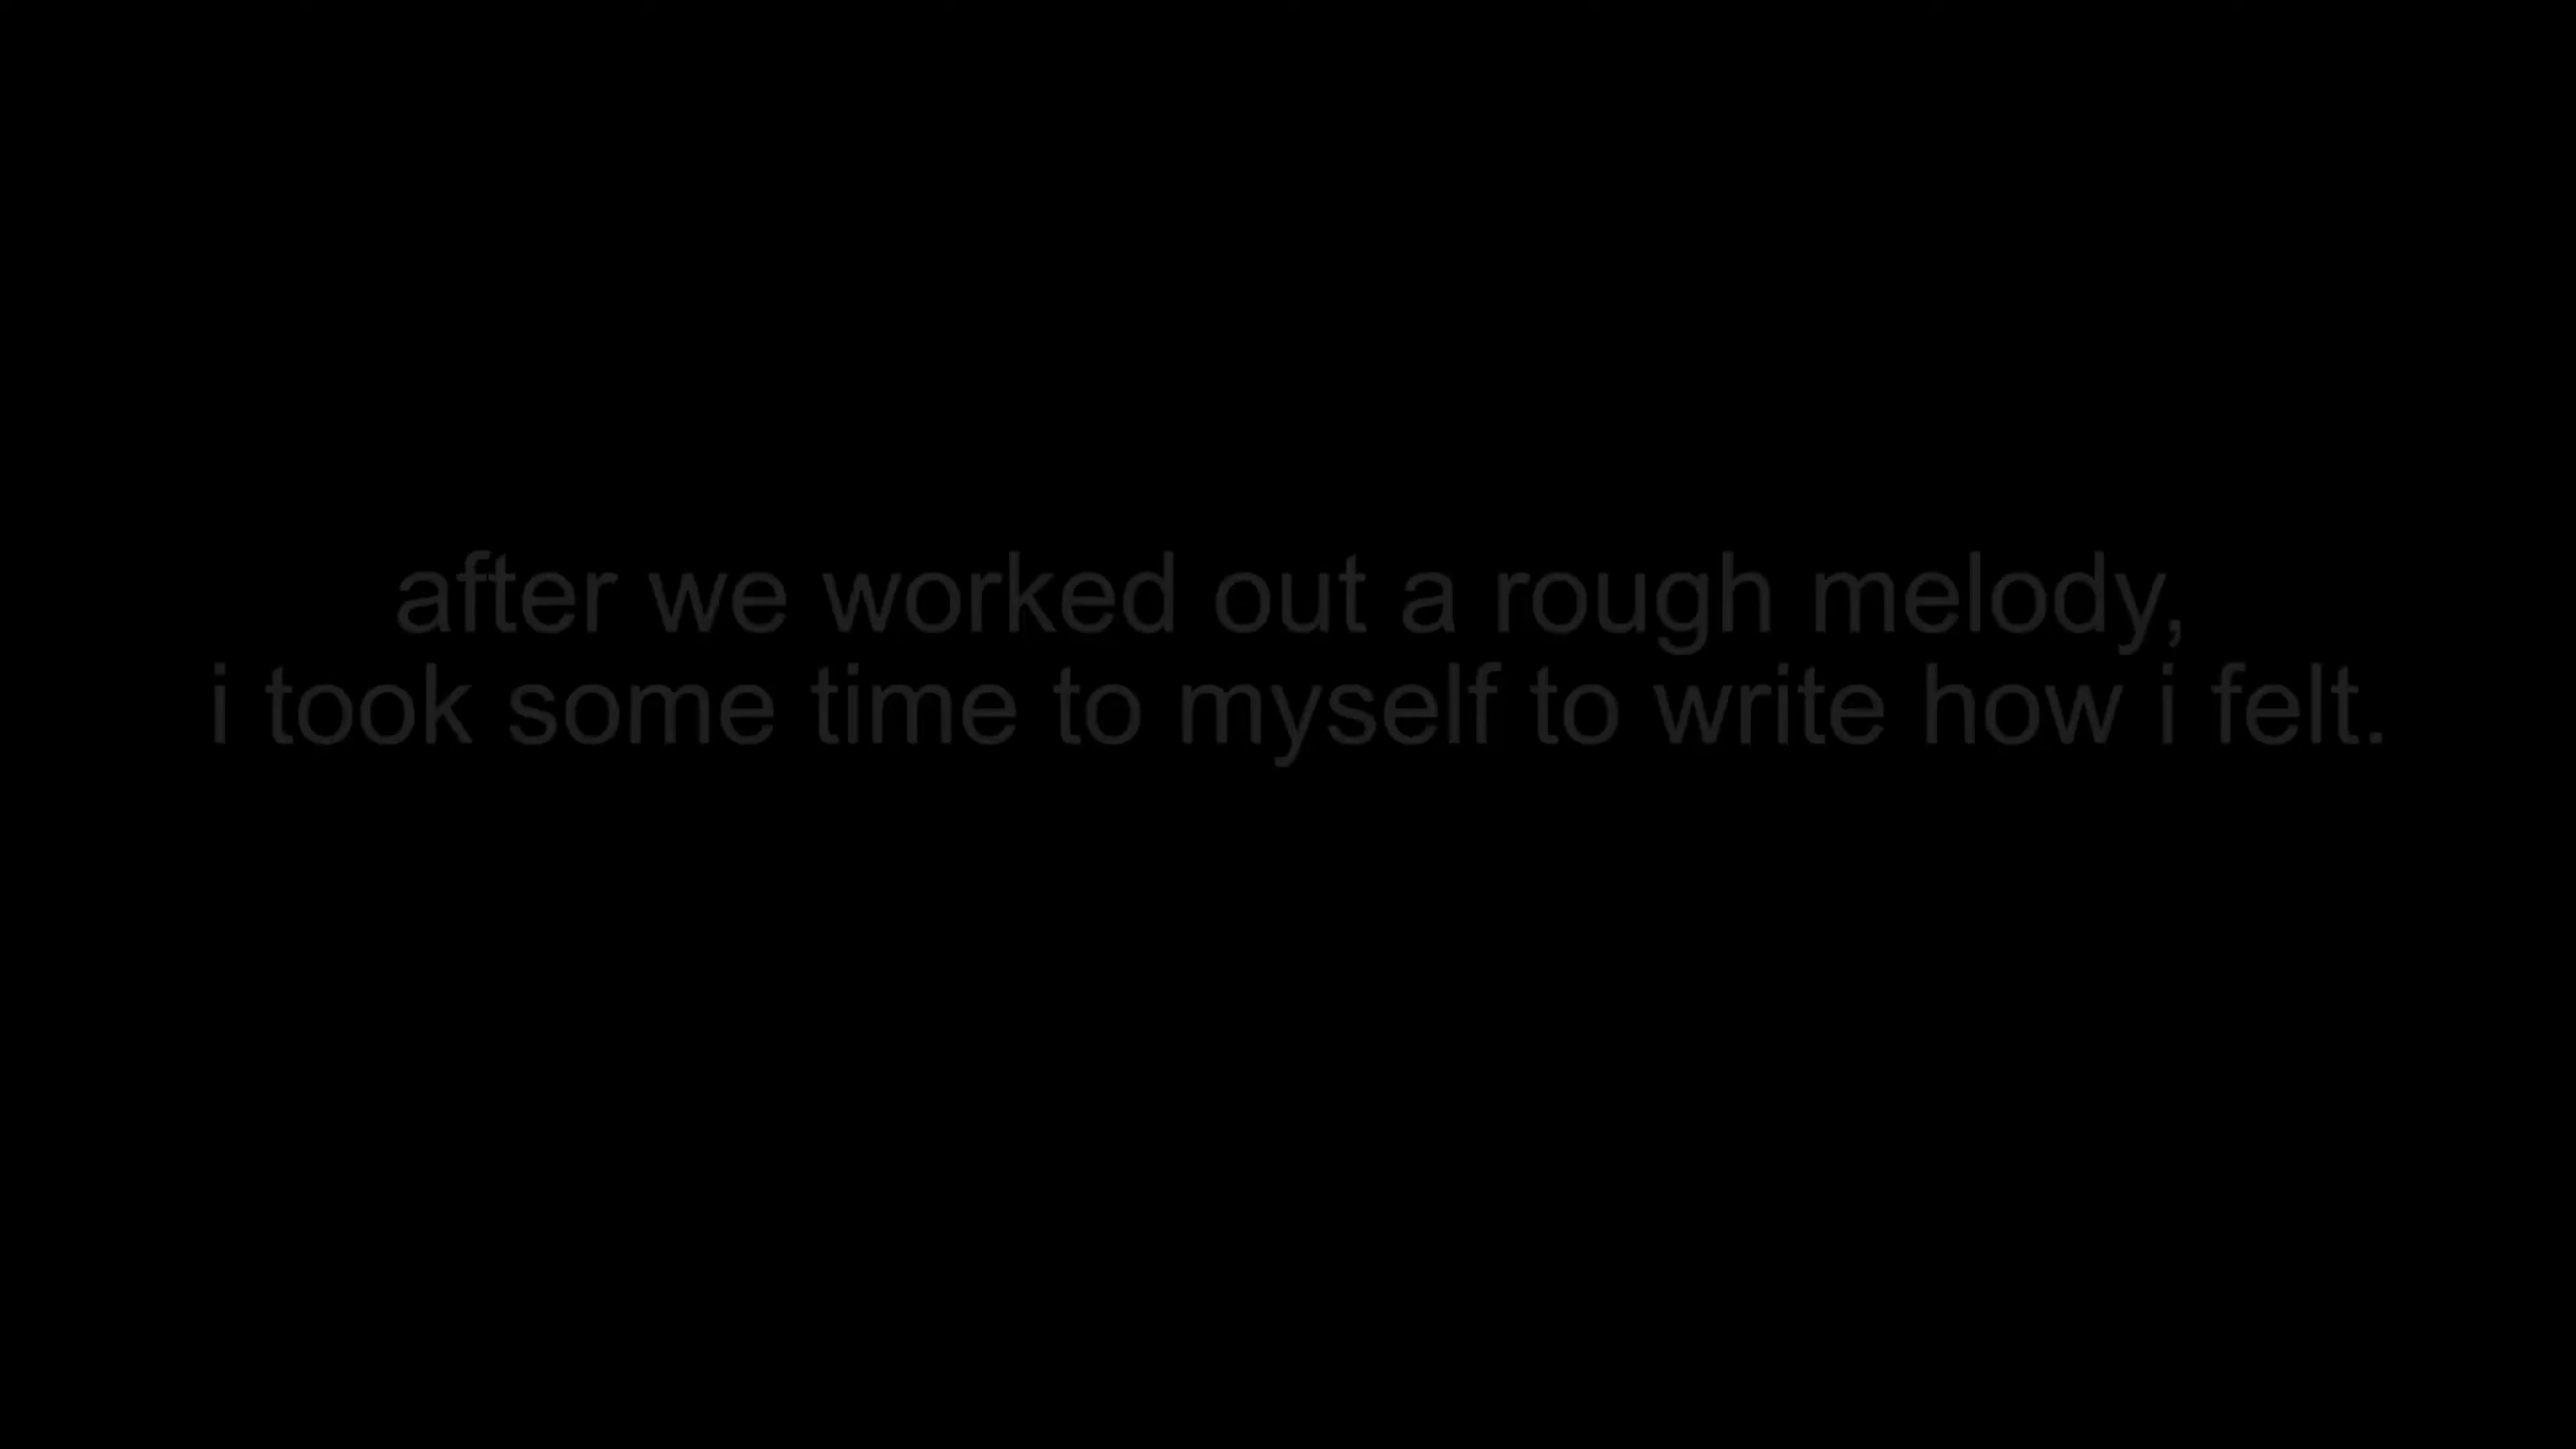 after we worked out a rough melody,
i took some time to myself to write how i felt.